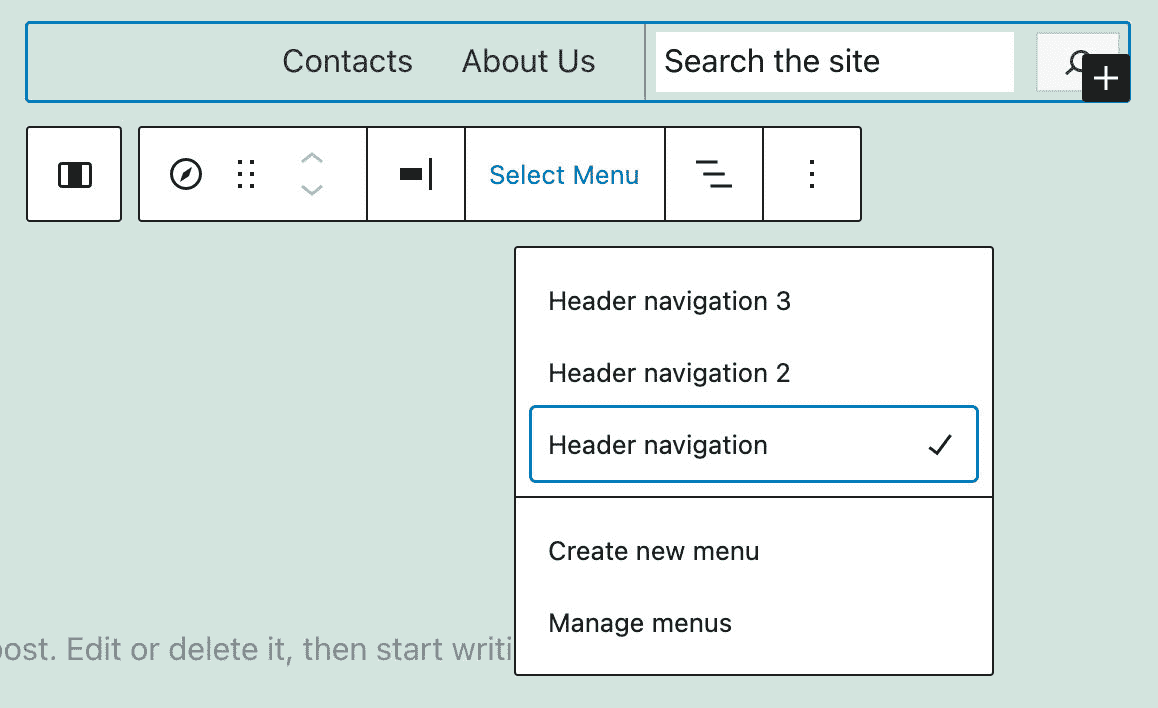 Contacts About Us Search the site
Select Menu
Header navigation 3
Header navigation 2
Header navigation
Create new menu
Manage menus
post. Edit or delete it, then start writi